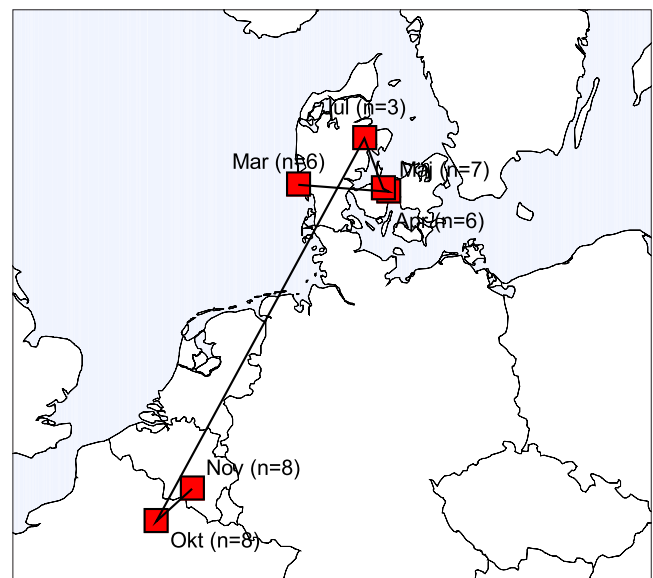 Jul (n=3)
Mar (n=6)
Maj (n=7)
Apr (n=6)
Nov (n=8)
Okt (n=8)